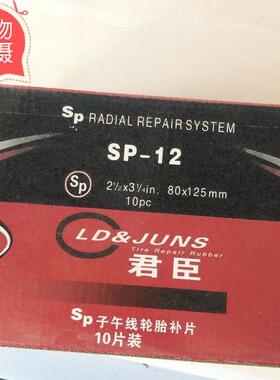 勿
摄
Sp RADIAL REPAIR SYSTEM
SP-12
Sp 2½x3¼in. 80x125mm
10pc
LD&JUNS
Tire Repair Rubber
君臣
Sp 子午线轮胎补片
10片装